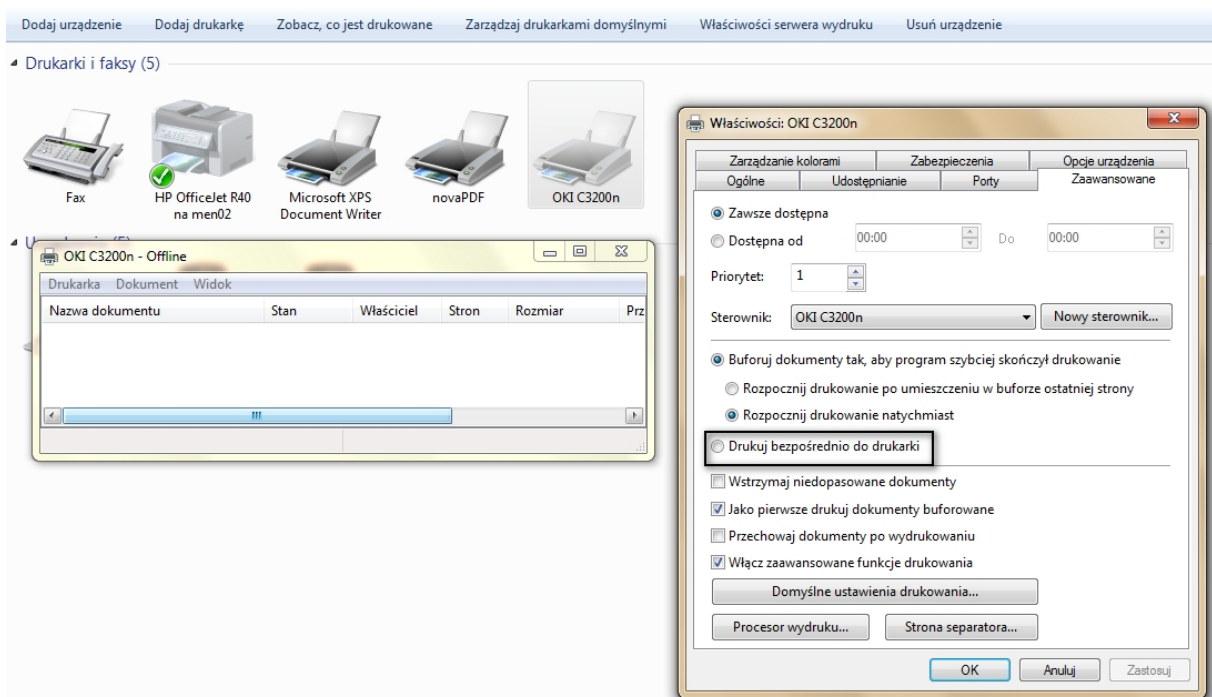 Dodaj urządzenie Dodaj drukarkę Zobacz, co jest drukowane Zarządzaj drukarkami domyślnymi Właściwości serwera wydruku Usuń urządzenie
Drukarki i faksy (5)
Fax
HP OfficeJet R40
na men02
Microsoft XPS
Document Writer
novaPDF
OKI C3200n
OKI C3200n - Offline
Drukarka Dokument Widok
Nazwa dokumentu Stan Właściciel Stron Rozmiar Prz
Właściwości: OKI C3200n
Zarządzanie kolorami Zabezpieczenia Opcje urządzenia
Ogólne Udostępnianie Porty Zaawansowane
Zawsze dostępna
Dostępna od 00:00 Do 00:00
Priorytet: 1
Sterownik: OKI C3200n Nowy sterownik...
Buforuj dokumenty tak, aby program szybciej skończył drukowanie
Rozpocznij drukowanie po umieszczeniu w buforze ostatniej strony
Rozpocznij drukowanie natychmiast
Drukuj bezpośrednio do drukarki
Wstrzymaj niedopasowane dokumenty
Jako pierwsze drukuj dokumenty buforowane
Przechowaj dokumenty po wydrukowaniu
Włącz zaawansowane funkcje drukowania
Domyślne ustawienia drukowania...
Procesor wydruku... Strona separatora...
OK Anuluj Zastosuj